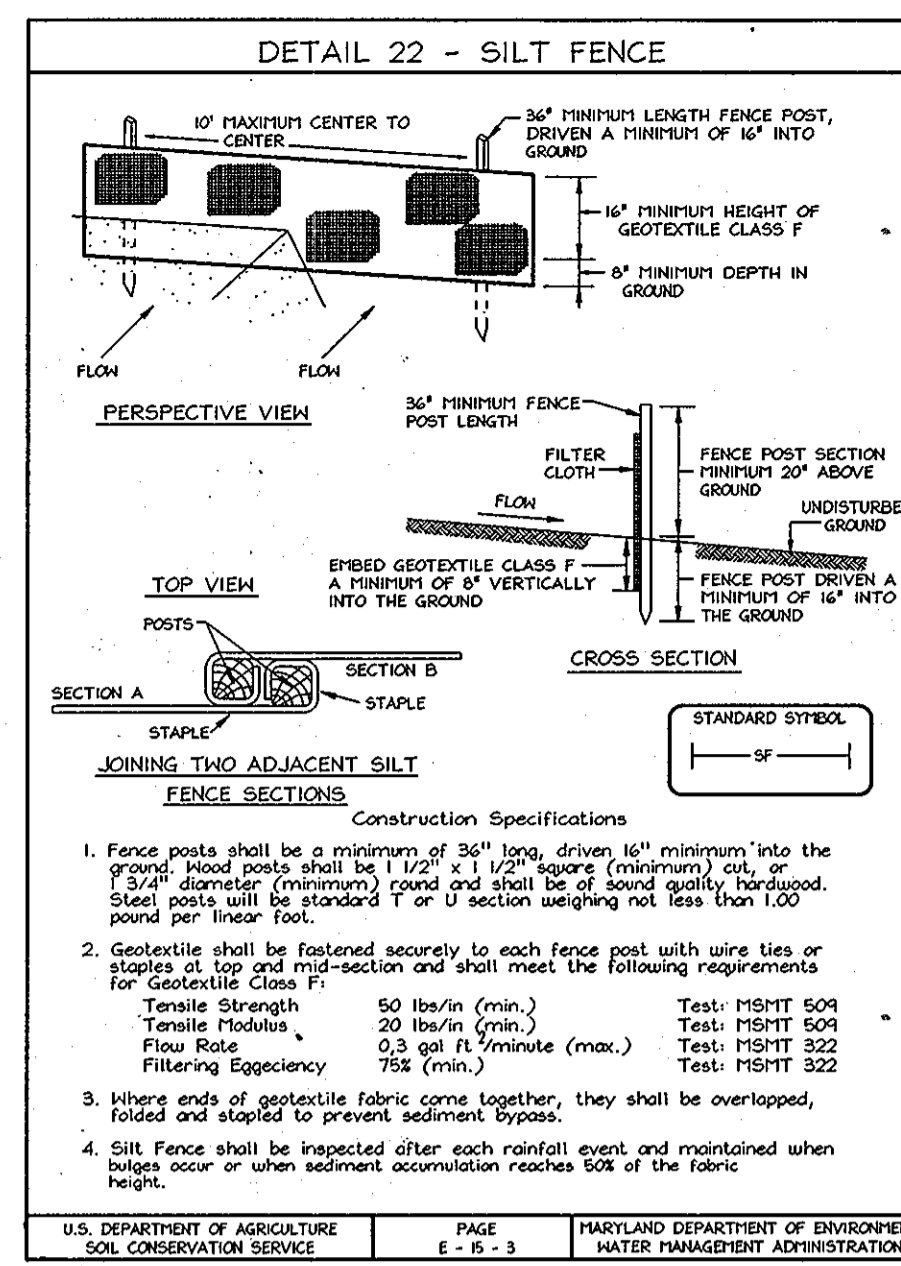 DETAIL 22 - SILT FENCE
10' MAXIMUM CENTER TO
CENTER
36" MINIMUM LENGTH FENCE POST,
DRIVEN A MINIMUM OF 16" INTO
GROUND
16" MINIMUM HEIGHT OF
GEOTEXTILE CLASS F
8" MINIMUM DEPTH IN
GROUND
FLOW
FLOW
PERSPECTIVE VIEW
36" MINIMUM FENCE
POST LENGTH
FILTER
CLOTH
FLOW
FENCE POST SECTION
MINIMUM 20" ABOVE
GROUND
UNDISTURBE
GROUND
EMBED GEOTEXTILE CLASS F
A MINIMUM OF 8" VERTICALLY
INTO THE GROUND
FENCE POST DRIVEN A
MINIMUM OF 16" INTO
THE GROUND
CROSS SECTION
TOP VIEW
POSTS
SECTION B
SECTION A
STAPLE
STAPLE
JOINING TWO ADJACENT SILT
FENCE SECTIONS
STANDARD SYMBOL
SF
Construction Specifications
1. Fence posts shall be a minimum of 36" long, driven 16" minimum into the
ground. Wood posts shall be 1 1/2" x 1 1/2" square (minimum) cut, or
1 3/4" diameter (minimum) round and shall be of sound quality hardwood.
Steel posts will be standard T or U section weighing not less than 1.00
pound per linear foot.
2. Geotextile shall be fastened securely to each fence post with wire ties or
staples at top and mid-section and shall meet the following requirements
for Geotextile Class F:
Tensile Strength 50 lbs/in (min.) Test: MSMT 509
Tensile Modulus 20 lbs/in (min.) Test: MSMT 509
Flow Rate 0,3 gal ft ²/minute (max.) Test: MSMT 322
Filtering Eggeciency 75% (min.) Test: MSMT 322
3. Where ends of geotextile fabric come together, they shall be overlapped,
folded and stapled to prevent sediment bypass.
4. Silt Fence shall be inspected after each rainfall event and maintained when
bulges occur or when sediment accumulation reaches 50% of the fabric
height.
U.S. DEPARTMENT OF AGRICULTURE
SOIL CONSERVATION SERVICE
PAGE
E - 15 - 3
MARYLAND DEPARTMENT OF ENVIRONME
WATER MANAGEMENT ADMINISTRATION